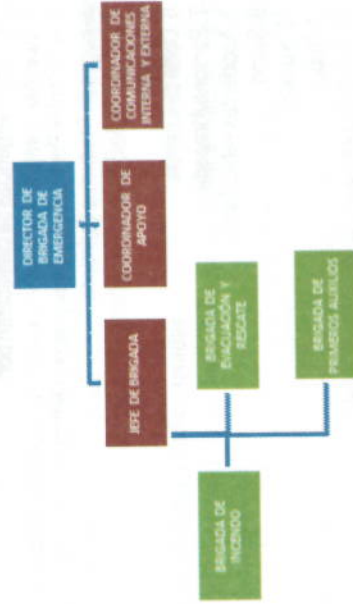 DIRECTOR DE
BRIGADA DE
EMERGENCIA
JEFE DE BRIGADA
COORDINADOR DE
APOYO
COORDINADOR DE
COMUNICACIONES
INTERNA Y EXTERNA
BRIGADA DE
INCENDO
BRIGADA DE
EVACUACIÓN Y
RESCATE
BRIGADA DE
PRIMEROS AUXILIOS